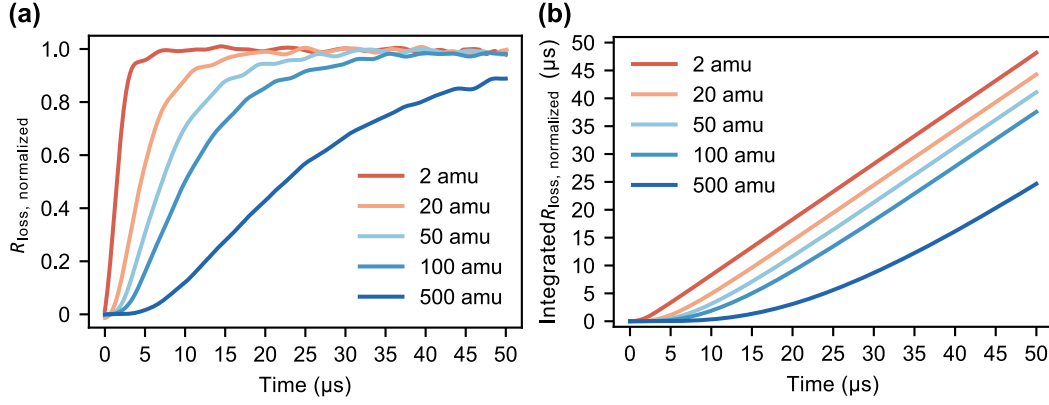 (a)
R loss, normalized
1.0
0.8
0.6
0.4
0.2
0
2 amu
20 amu
50 amu
100 amu
500 amu
0 5 10 15 20 25 30 35 40 45 50
Time (µs)
(b)
Integrated R loss, normalized (µs)
50
45
40
35
30
25
20
15
10
5
0
2 amu
20 amu
50 amu
100 amu
500 amu
0 5 10 15 20 25 30 35 40 45 50
Time (µs)